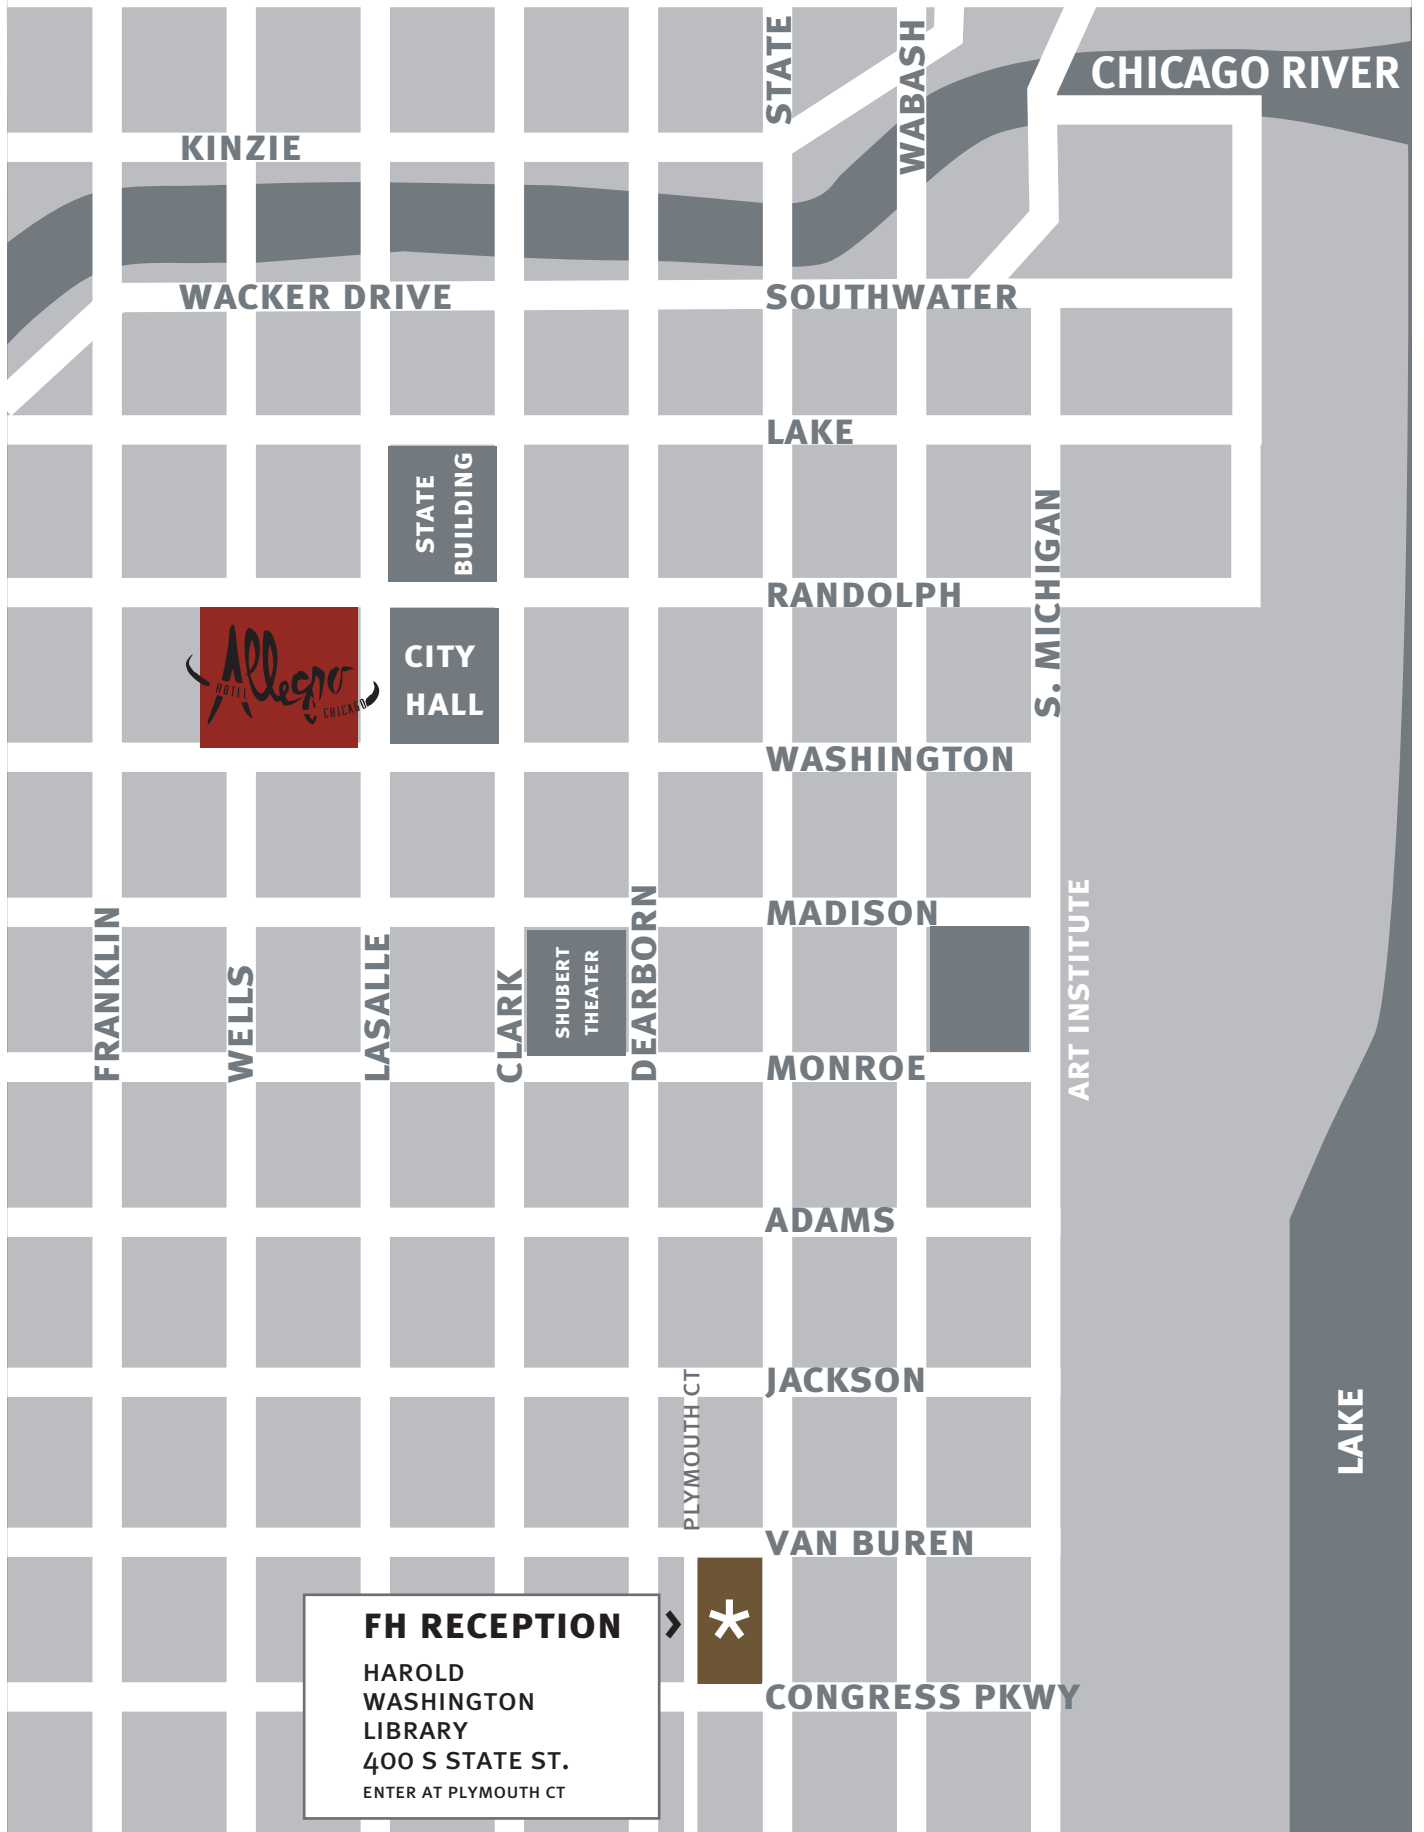 STATE
WABASH
CHICAGO RIVER
KINZIE
WACKER DRIVE
SOUTHWATER
LAKE
STATE
BUILDING
S. MICHIGAN
RANDOLPH
Allegro
HOTEL
CHICAGO
CITY
HALL
WASHINGTON
MADISON
ART INSTITUTE
FRANKLIN
WELLS
LASALLE
CLARK
SHUBERT
THEATER
DEARBORN
MONROE
ADAMS
JACKSON
PLYMOUTH CT
LAKE
VAN BUREN
FH RECEPTION
*
HAROLD
WASHINGTON
LIBRARY
400 S STATE ST.
ENTER AT PLYMOUTH CT
CONGRESS PKWY